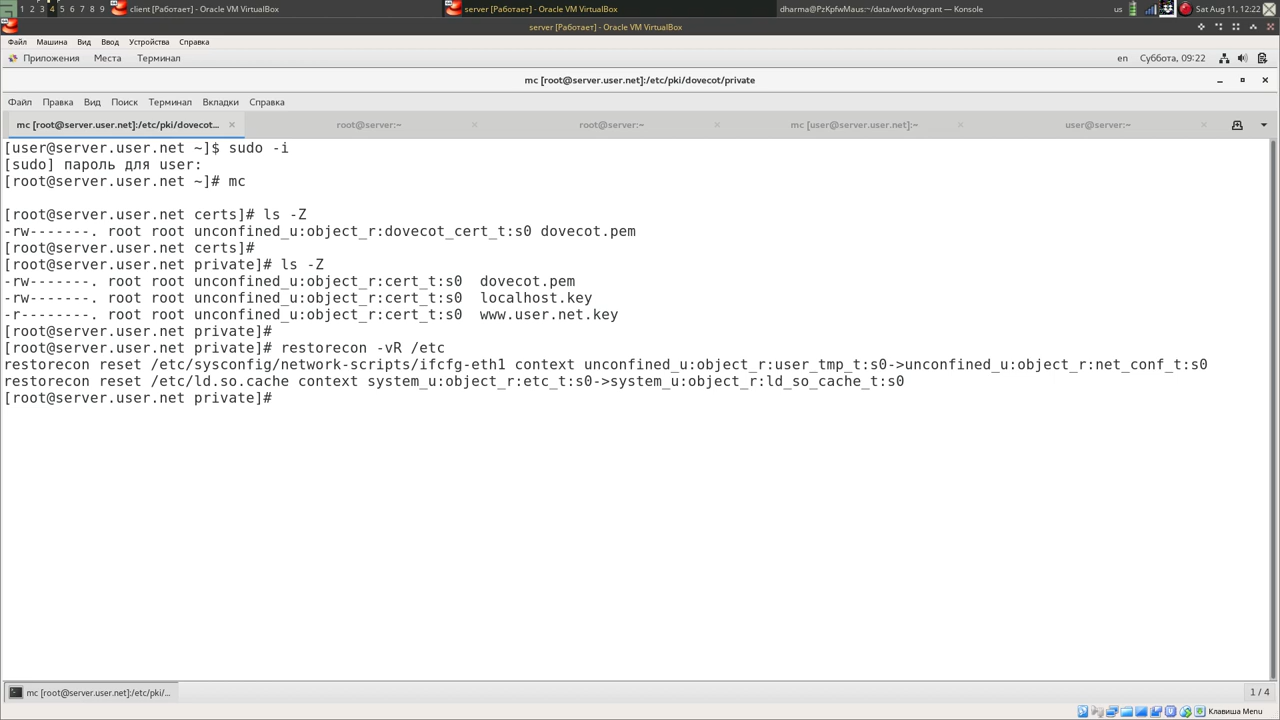 1 2 3 4 5 6 7 8 9 client [Работает] - Oracle VM VirtualBox server [Работает] - Oracle VM VirtualBox dharma@PzKpfwMaus:~/data/work/vagrant — Konsole us Sat Aug 11, 12:22
server [Работает] - Oracle VM VirtualBox
Файл Машина Вид Ввод Устройства Справка
Приложения Места Терминал en Суббота, 09:22
mc [root@server.user.net]:/etc/pki/dovecot/private
Файл Правка Вид Поиск Терминал Вкладки Справка
mc [root@server.user.net]:/etc/pki/dovecot... root@server:~ root@server:~ mc [user@server.user.net]:~ user@server:~
[user@server.user.net ~]$ sudo -i
[sudo] пароль для user:
[root@server.user.net ~]# mc
[root@server.user.net certs]# ls -Z
-rw-------. root root unconfined_u:object_r:dovecot_cert_t:s0 dovecot.pem
[root@server.user.net certs]#
[root@server.user.net private]# ls -Z
-rw-------. root root unconfined_u:object_r:cert_t:s0 dovecot.pem
-rw-------. root root unconfined_u:object_r:cert_t:s0 localhost.key
-r--------. root root unconfined_u:object_r:cert_t:s0 www.user.net.key
[root@server.user.net private]#
[root@server.user.net private]# restorecon -vR /etc
restorecon reset /etc/sysconfig/network-scripts/ifcfg-eth1 context unconfined_u:object_r:user_tmp_t:s0->unconfined_u:object_r:net_conf_t:s0
restorecon reset /etc/ld.so.cache context system_u:object_r:etc_t:s0->system_u:object_r:ld_so_cache_t:s0
[root@server.user.net private]#
mc [root@server.user.net]:/etc/pki/... 1 / 4
Клавиша Menu